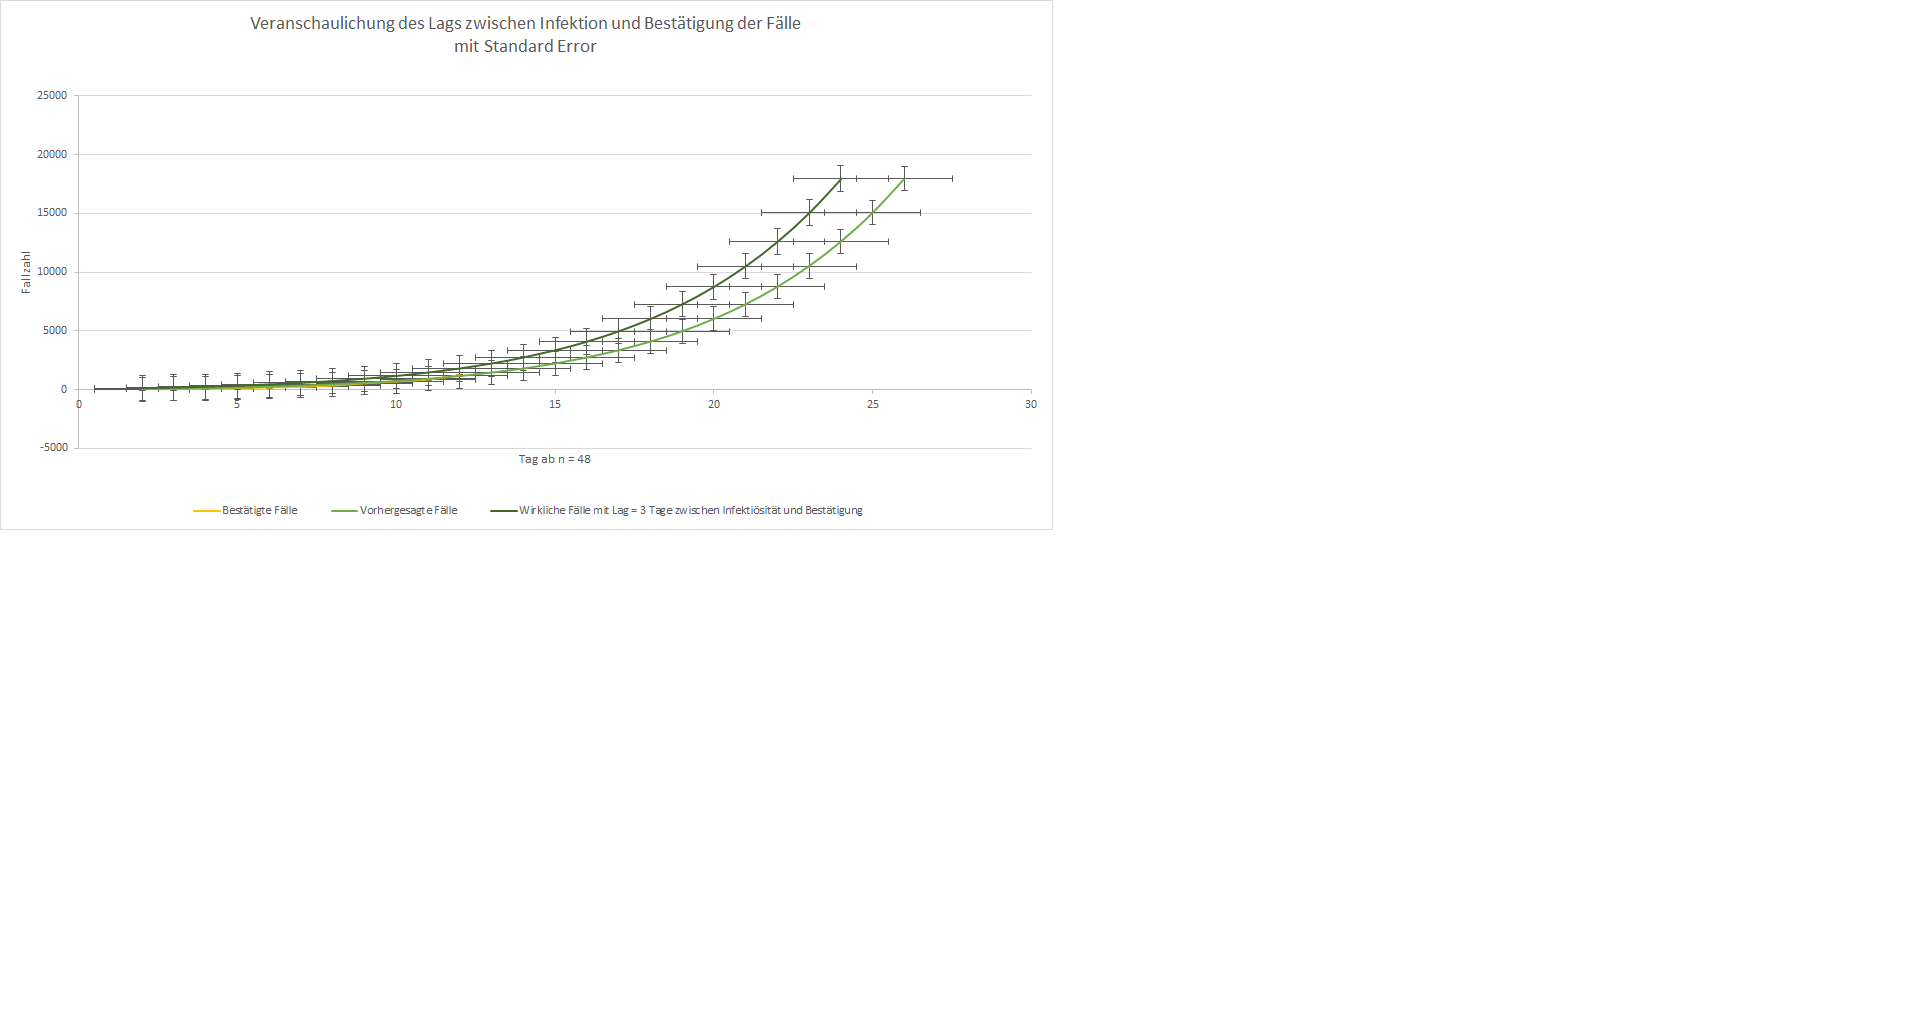 Veranschaulichung des Lags zwischen Infektion und Bestätigung der Fälle
mit Standard Error
25000
20000
15000
10000
5000
0
-5000
Fallzahl
0 5 10 15 20 25 30
Tag ab n = 48
Bestätigte Fälle Vorhergesagte Fälle Wirkliche Fälle mit Lag = 3 Tage zwischen Infektiösität und Bestätigung